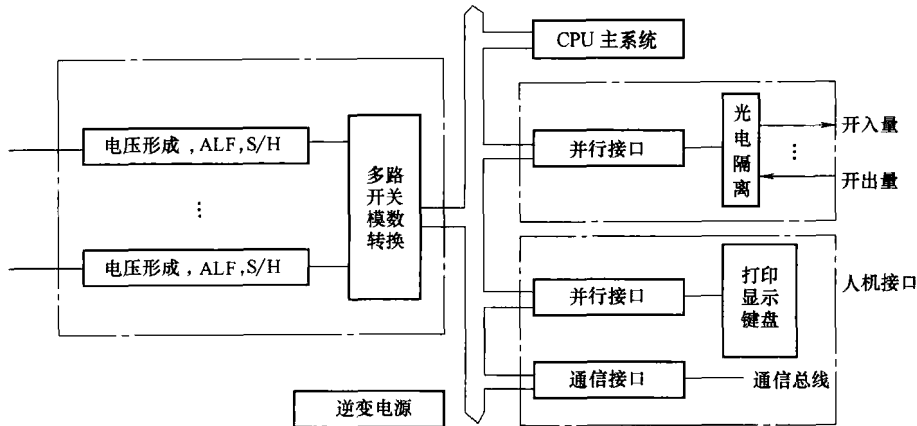 CPU 主系统
电压形成 , ALF, S/H
⋮
电压形成 , ALF, S/H
多路
开关
模数
转换
并行接口
光
电
隔
离
开入量
⋮
开出量
并行接口
打印
显示
键盘
人机接口
通信接口
通信总线
逆变电源